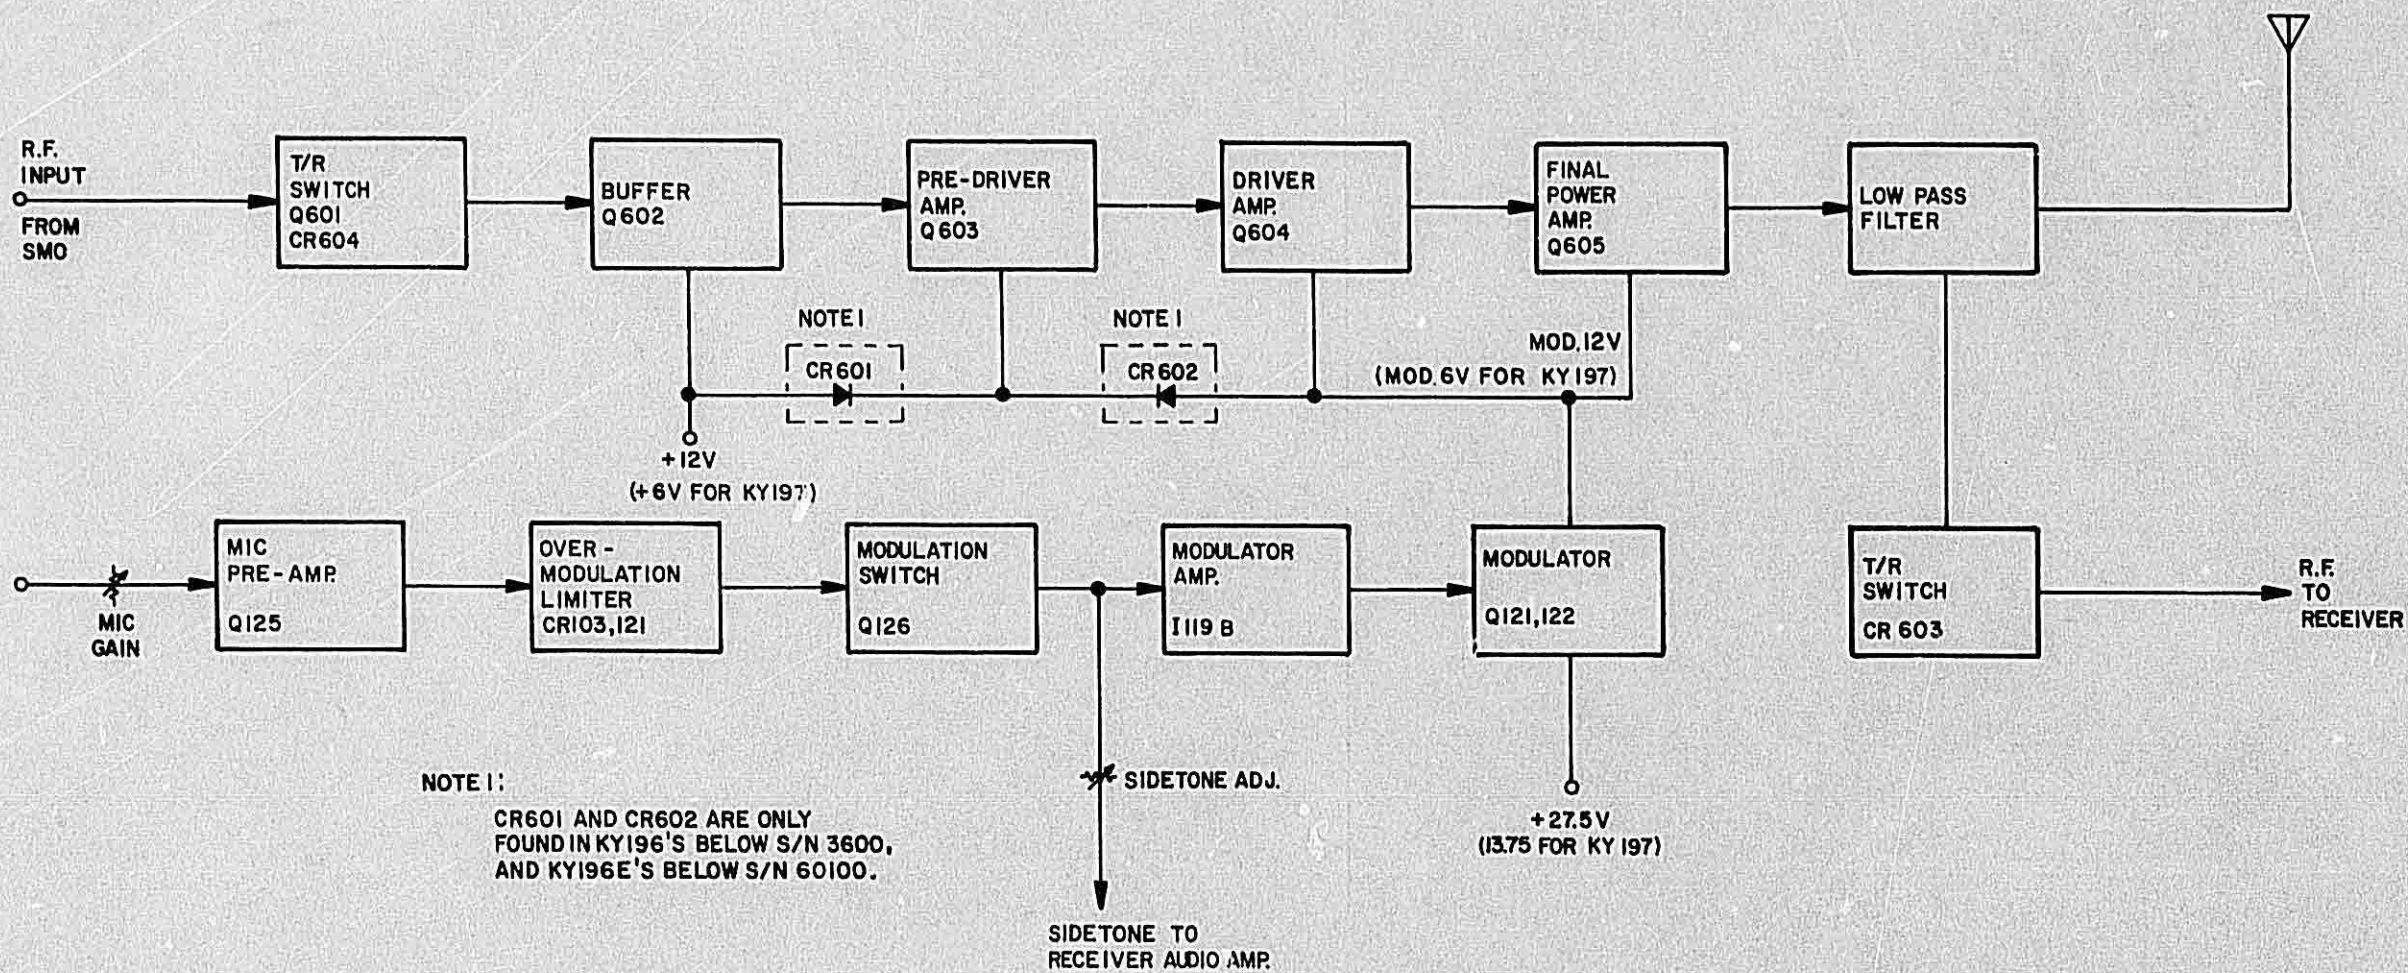 R.F.
INPUT
FROM
SMO
T/R
SWITCH
Q601
CR604
BUFFER
Q602
PRE-DRIVER
AMP.
Q603
DRIVER
AMP.
Q604
FINAL
POWER
AMP.
Q605
LOW PASS
FILTER
NOTE 1
CR601
NOTE 1
CR602
MOD. 12V
(MOD. 6V FOR KY197)
+12V
(+6V FOR KY197)
MIC
GAIN
MIC
PRE-AMP.
Q125
OVER-
MODULATION
LIMITER
CR103,121
MODULATION
SWITCH
Q126
MODULATOR
AMP.
I119 B
MODULATOR
Q121,122
T/R
SWITCH
CR 603
R.F.
TO
RECEIVER
SIDETONE ADJ.
SIDETONE TO
RECEIVER AUDIO AMP.
+27.5V
(13.75 FOR KY 197)
NOTE 1:
CR601 AND CR602 ARE ONLY
FOUND IN KY196'S BELOW S/N 3600,
AND KY196E'S BELOW S/N 60100.